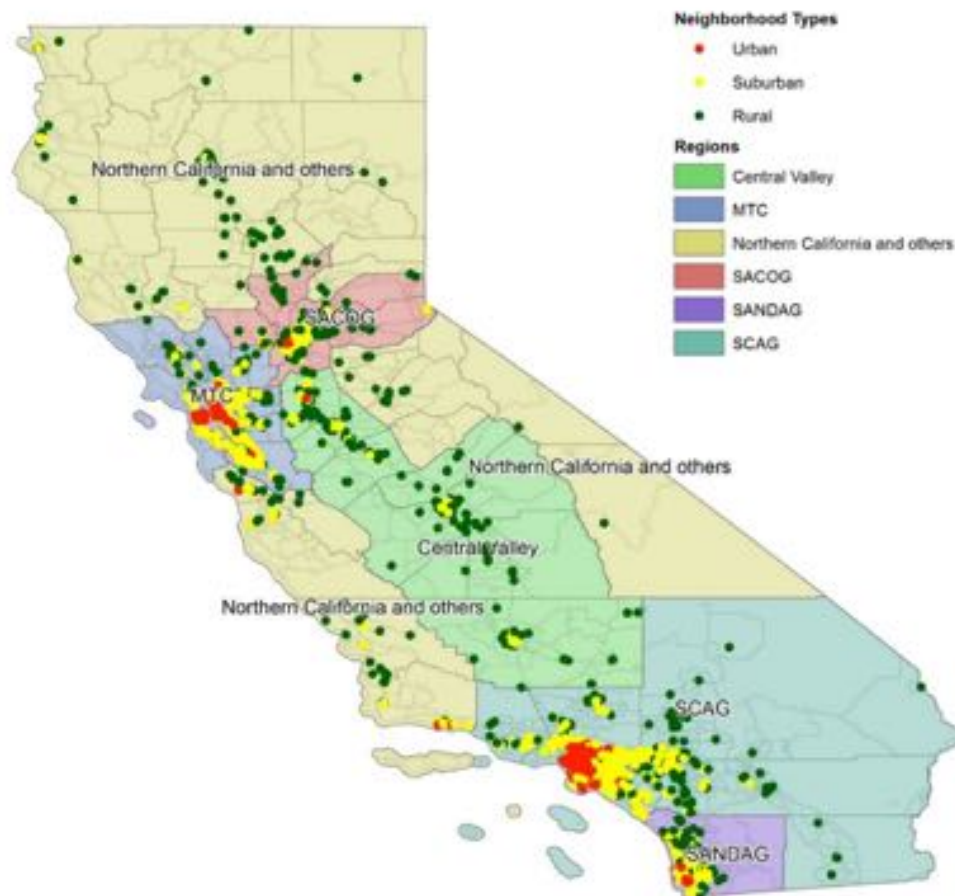 Neighborhood Types
Urban
Suburban
Rural
Regions
Central Valley
MTC
Northern California and others
SACOG
SANDAG
SCAG
Northern California and others
SACOG
MTC
Northern California and others
Central Valley
Northern California and others
SCAG
SANDAG